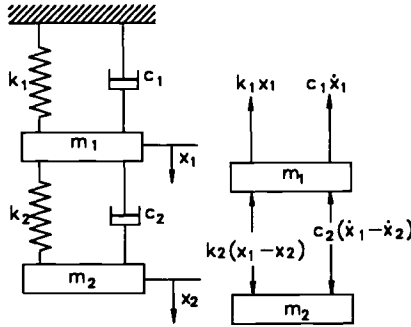 k₁
c₁
m₁
x₁
k₂
c₂
m₂
x₂
k₁x₁
c₁ẋ₁
m₁
k₂(x₁−x₂)
c₂(ẋ₁−ẋ₂)
m₂